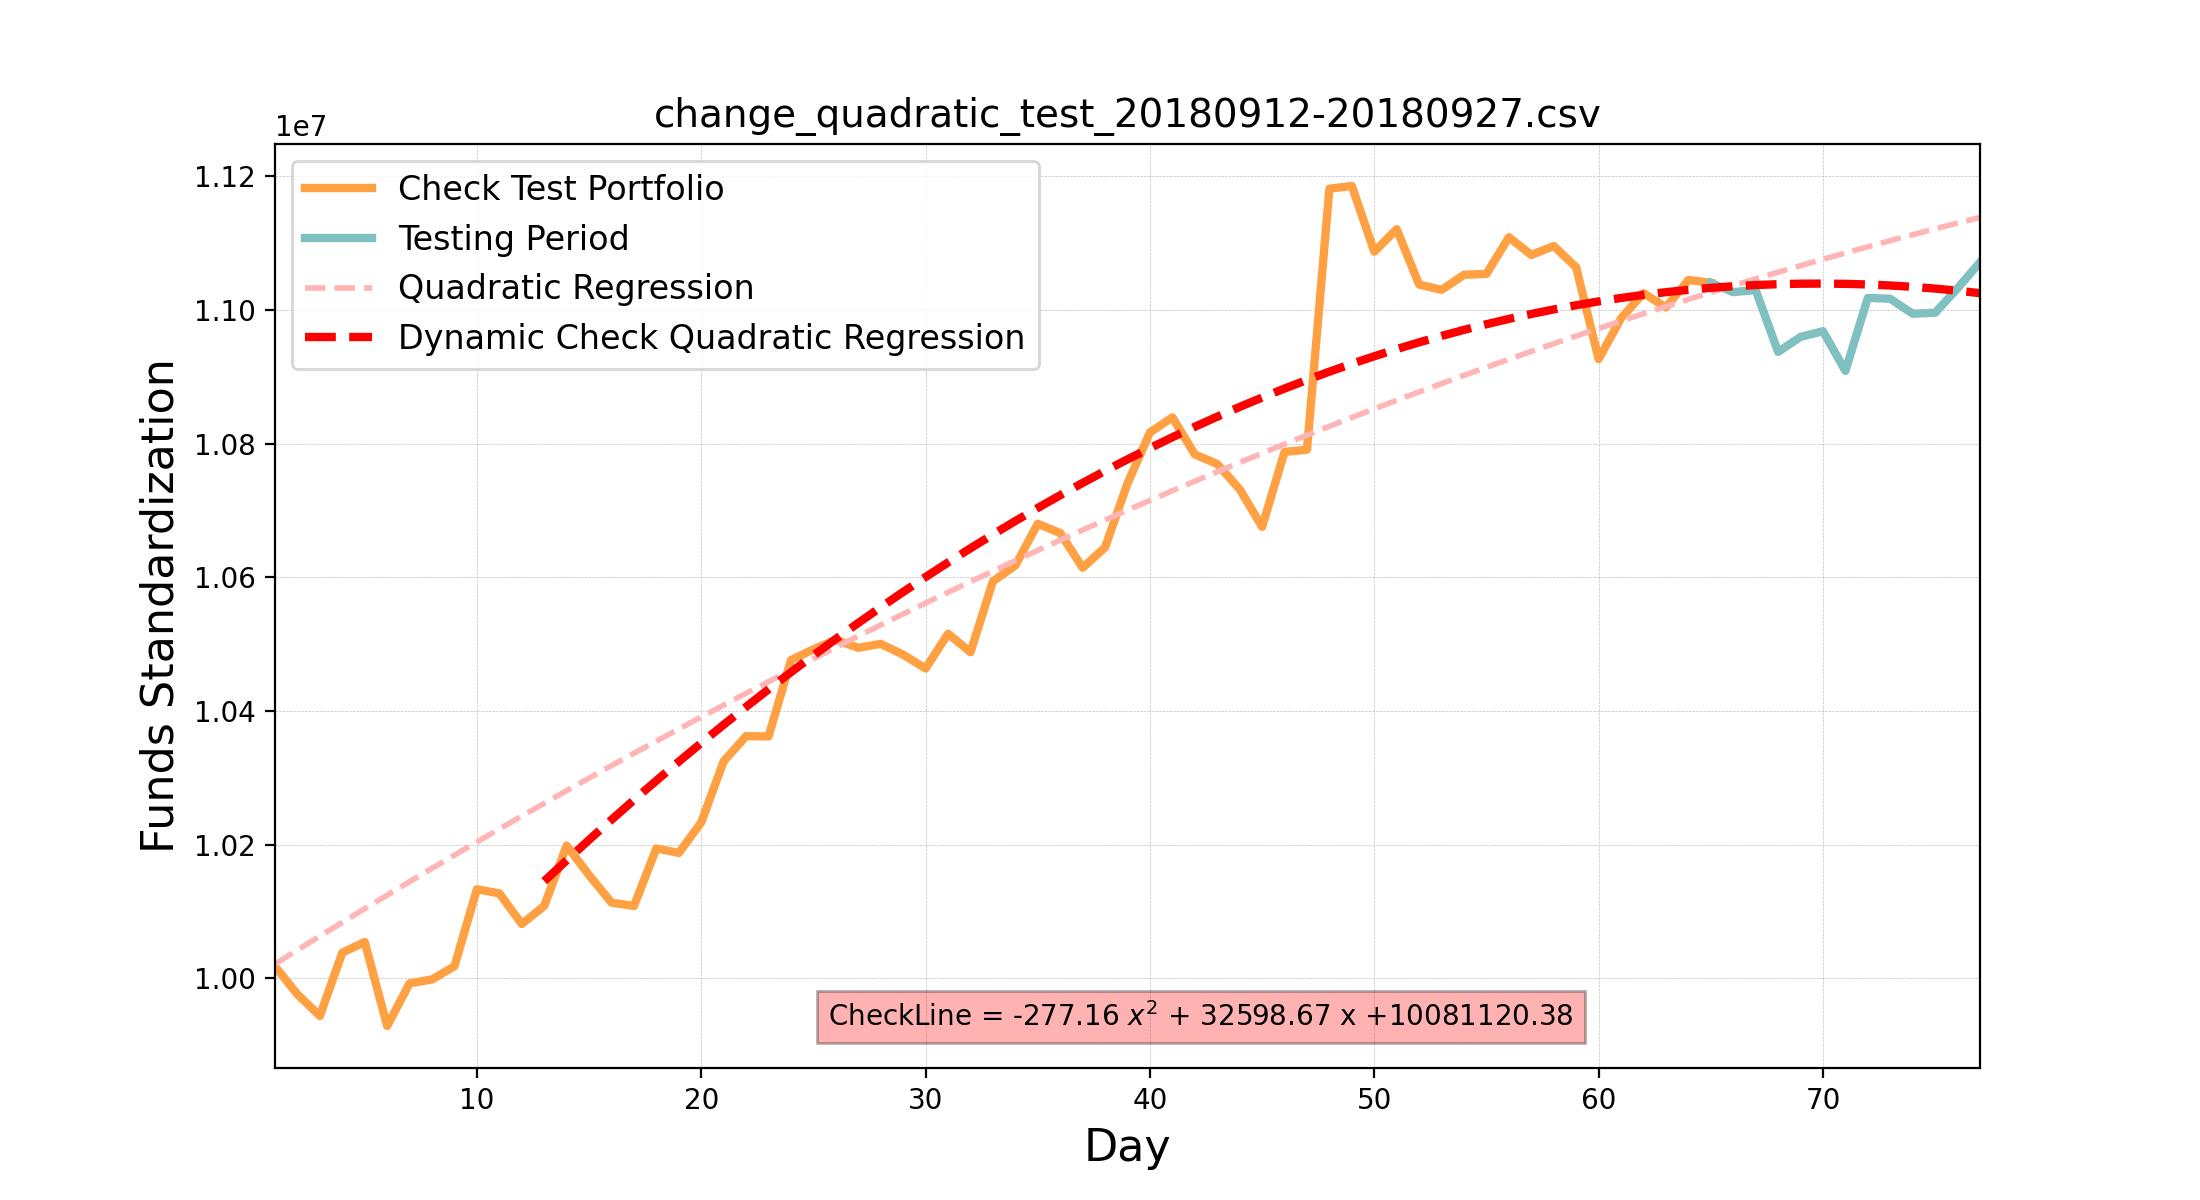 change_quadratic_test_20180912-20180927.csv
1e7
Check Test Portfolio
Testing Period
Quadratic Regression
Dynamic Check Quadratic Regression
1.12
1.10
1.08
1.06
1.04
1.02
1.00
Funds Standardization
CheckLine = -277.16 x² + 32598.67 x +10081120.38
10 20 30 40 50 60 70
Day